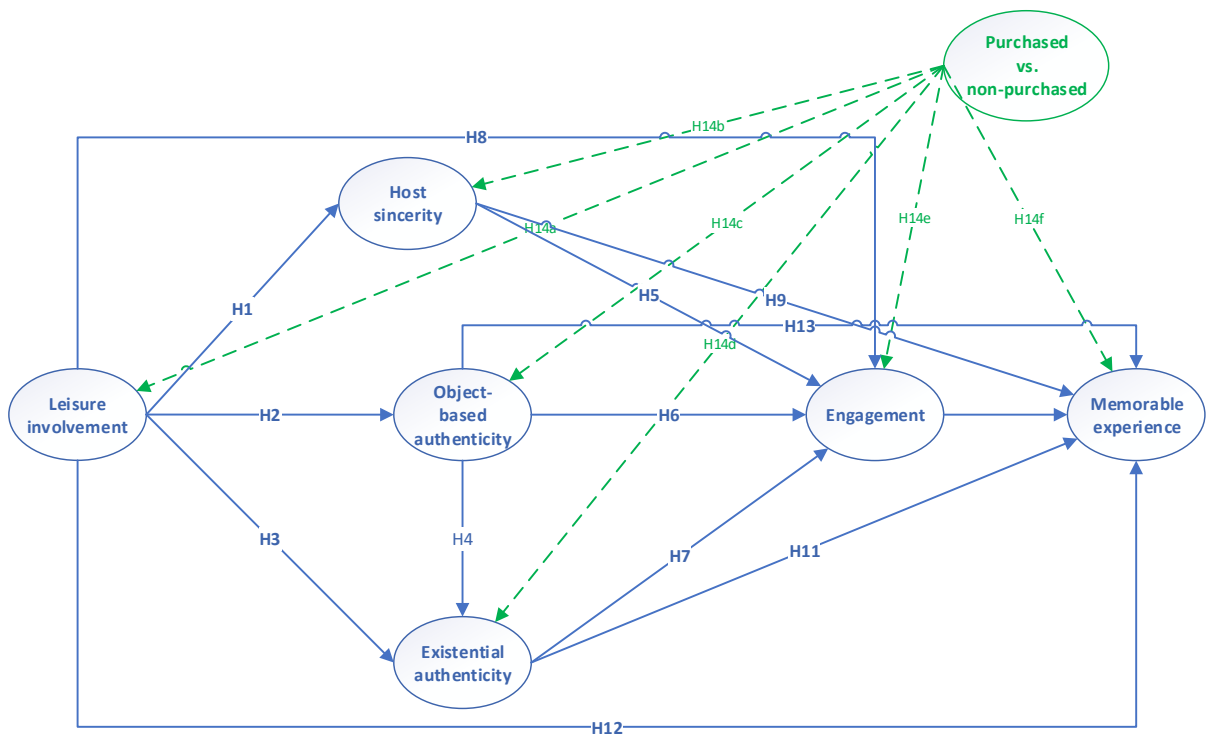 Purchased
vs.
non-purchased
H14b
H8
Host
sincerity
H14a
H14c
H14e
H14f
H5
H9
H1
H13
H14d
Leisure
involvement
H2
Object-
based
authenticity
H6
Engagement
Memorable
experience
H3
H4
H7
H11
Existential
authenticity
H12